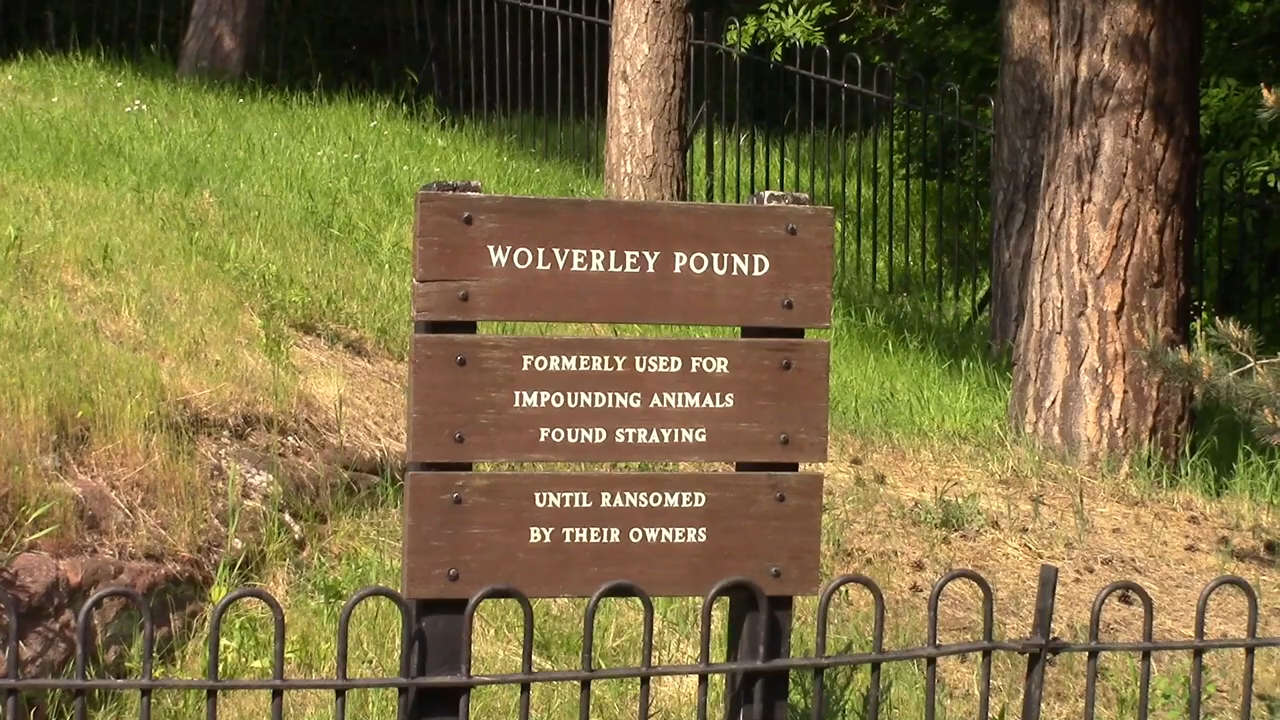 WOLVERLEY POUND
FORMERLY USED FOR
IMPOUNDING ANIMALS
FOUND STRAYING
UNTIL RANSOMED
BY THEIR OWNERS